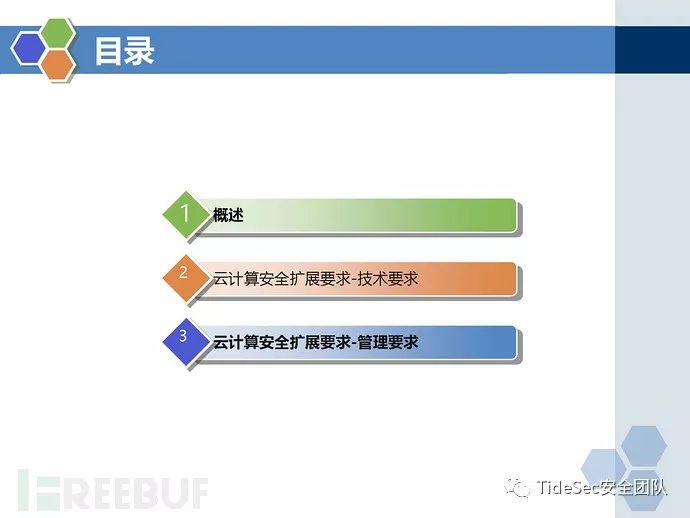 目录
1 概述
2 云计算安全扩展要求-技术要求
3 云计算安全扩展要求-管理要求
FREEBUF
TideSec安全团队